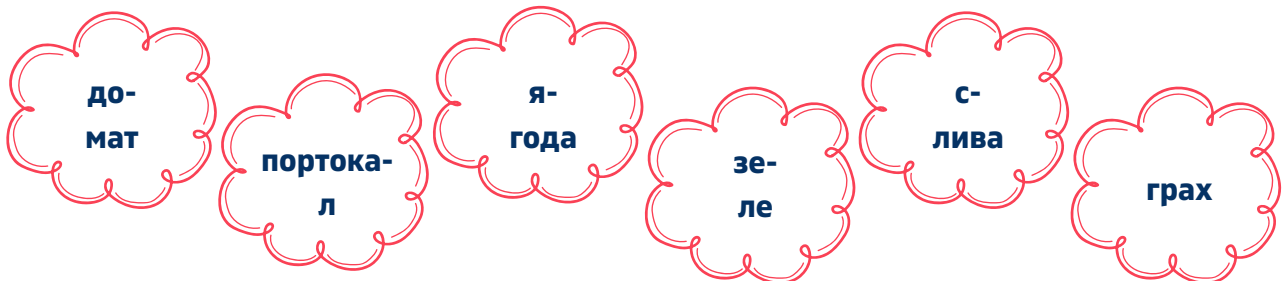 до-
мат
портока-
л
я-
года
зе-
ле
с-
лива
грах